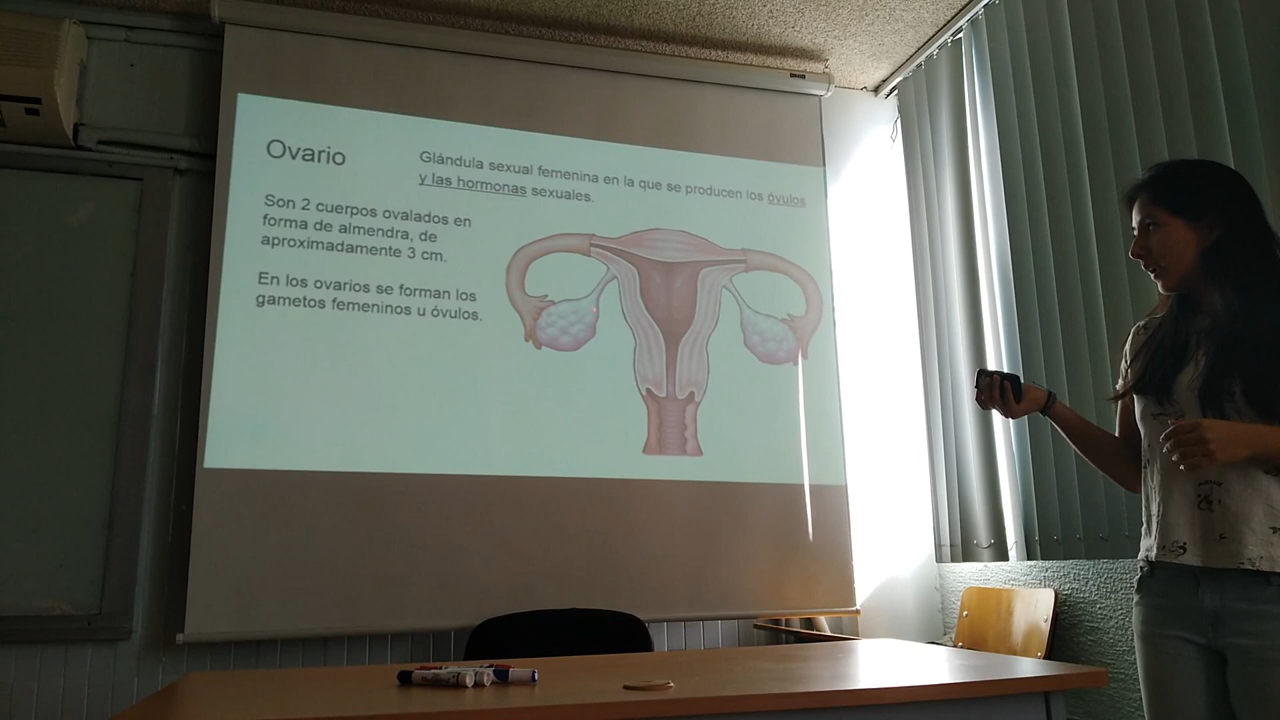 Ovario
Glándula sexual femenina en la que se producen los óvulos
y las hormonas sexuales.
Son 2 cuerpos ovalados en
forma de almendra, de
aproximadamente 3 cm.
En los ovarios se forman los
gametos femeninos u óvulos.